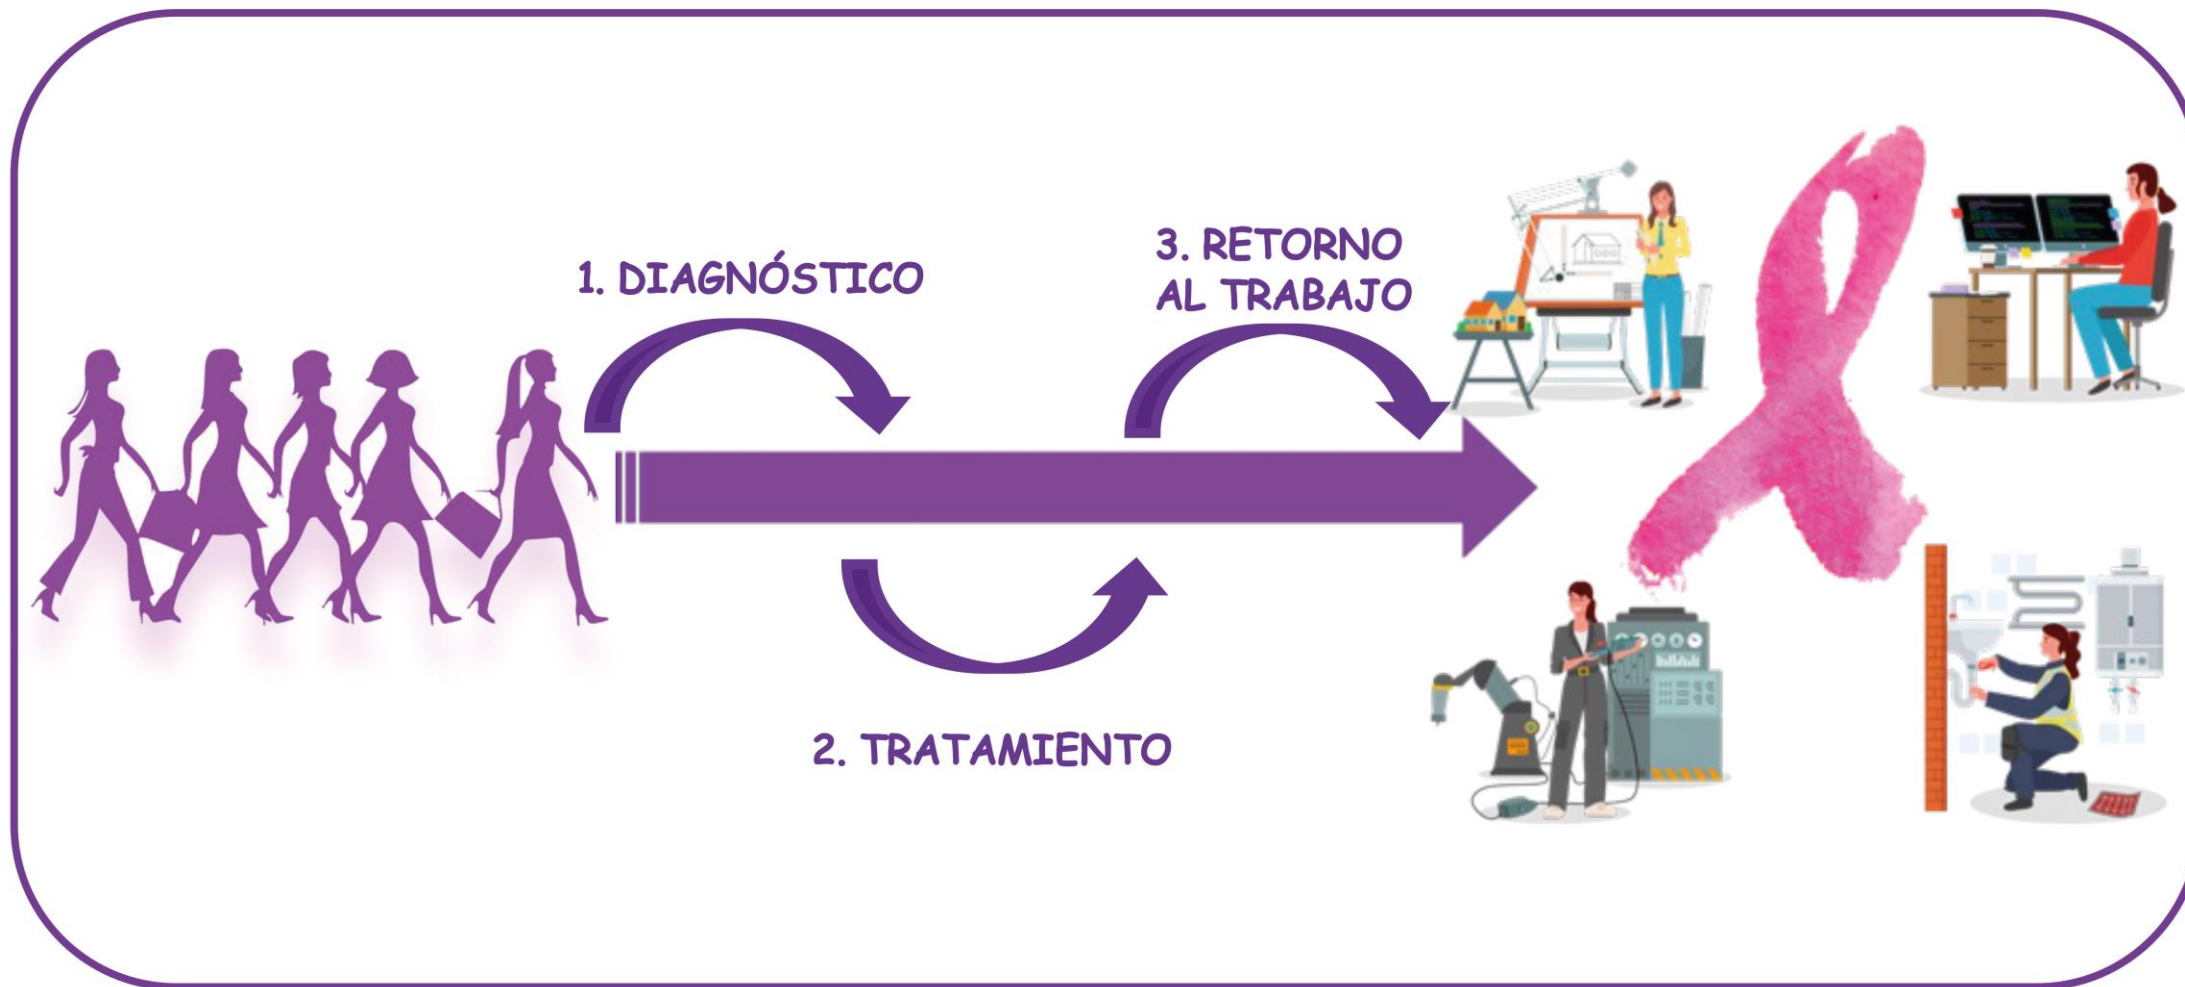 1. DIAGNÓSTICO
3. RETORNO
AL TRABAJO
2. TRATAMIENTO